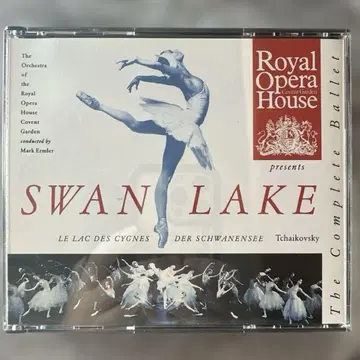 The
Orchestra
of the
Royal
Opera
House
Covent
Garden
conducted by
Mark Ermler
Royal
Opera
Covent Garden
House
presents
SWAN LAKE
LE LAC DES CYGNES DER SCHWANENSEE Tchaikovsky
The Complete Ballet